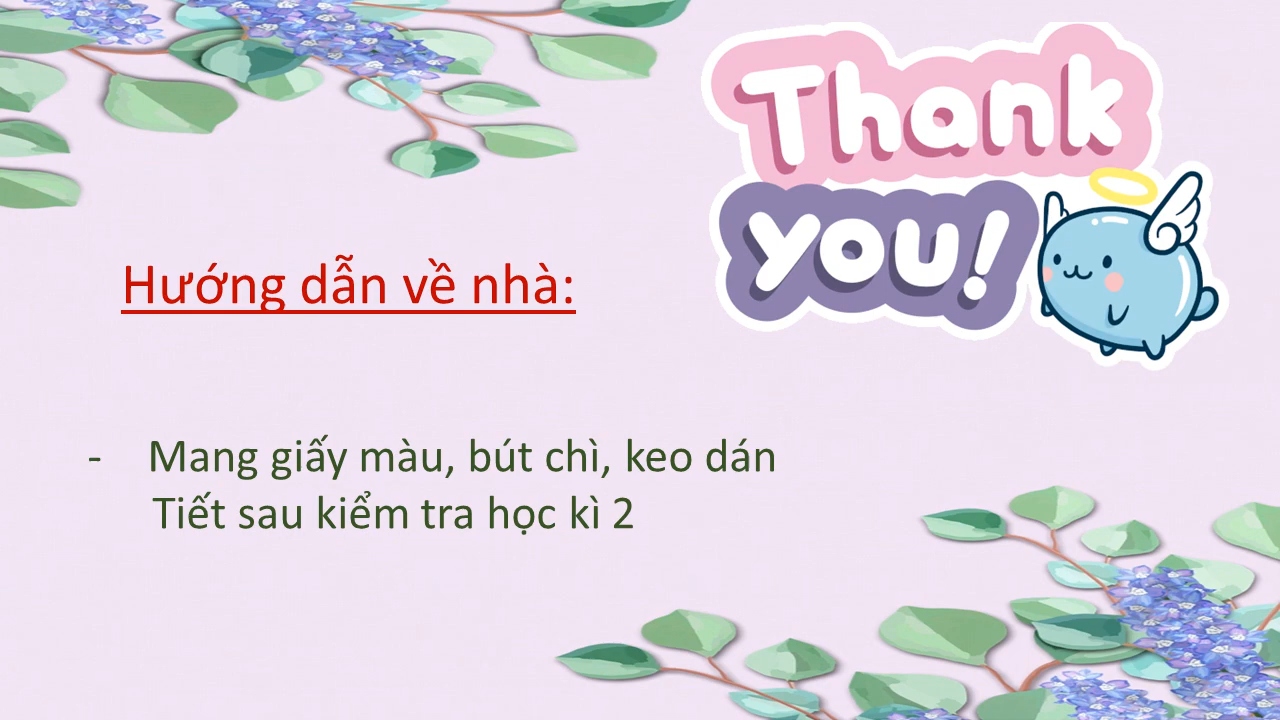 Thank
you!
Hướng dẫn về nhà:
- Mang giấy màu, bút chì, keo dán
Tiết sau kiểm tra học kì 2